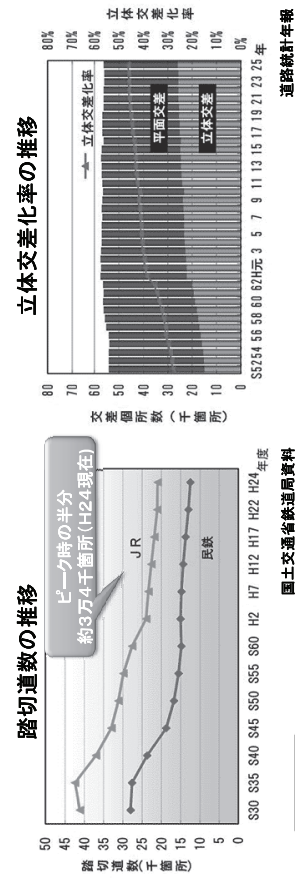 踏切道数の推移
ピーク時の半分
約3万4千箇所(H24現在)
踏切道数(千箇所)
50
45
40
35
30
25
20
15
10
5
0
JR
民鉄
S30 S35 S40 S45 S50 S55 S60 H2 H7 H12 H17 H22 H24 年度
国土交通省鉄道局資料
立体交差化率の推移
交差個所数(千箇所)
80
70
60
50
40
30
20
10
0
立体交差化率
80%
70%
60%
50%
40%
30%
20%
10%
0%
立体交差化率
平面交差
立体交差
S52 54 56 58 60 62 H元 3 5 7 9 11 13 15 17 19 21 23 25 年
道路統計年報